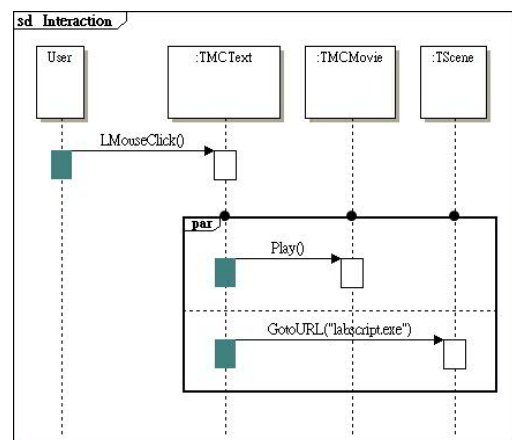 sd Interaction
User
:TMCText
:TMCMovie
:TScene
LMouseClick()
par
Play()
GotoURL("labscript.exe")